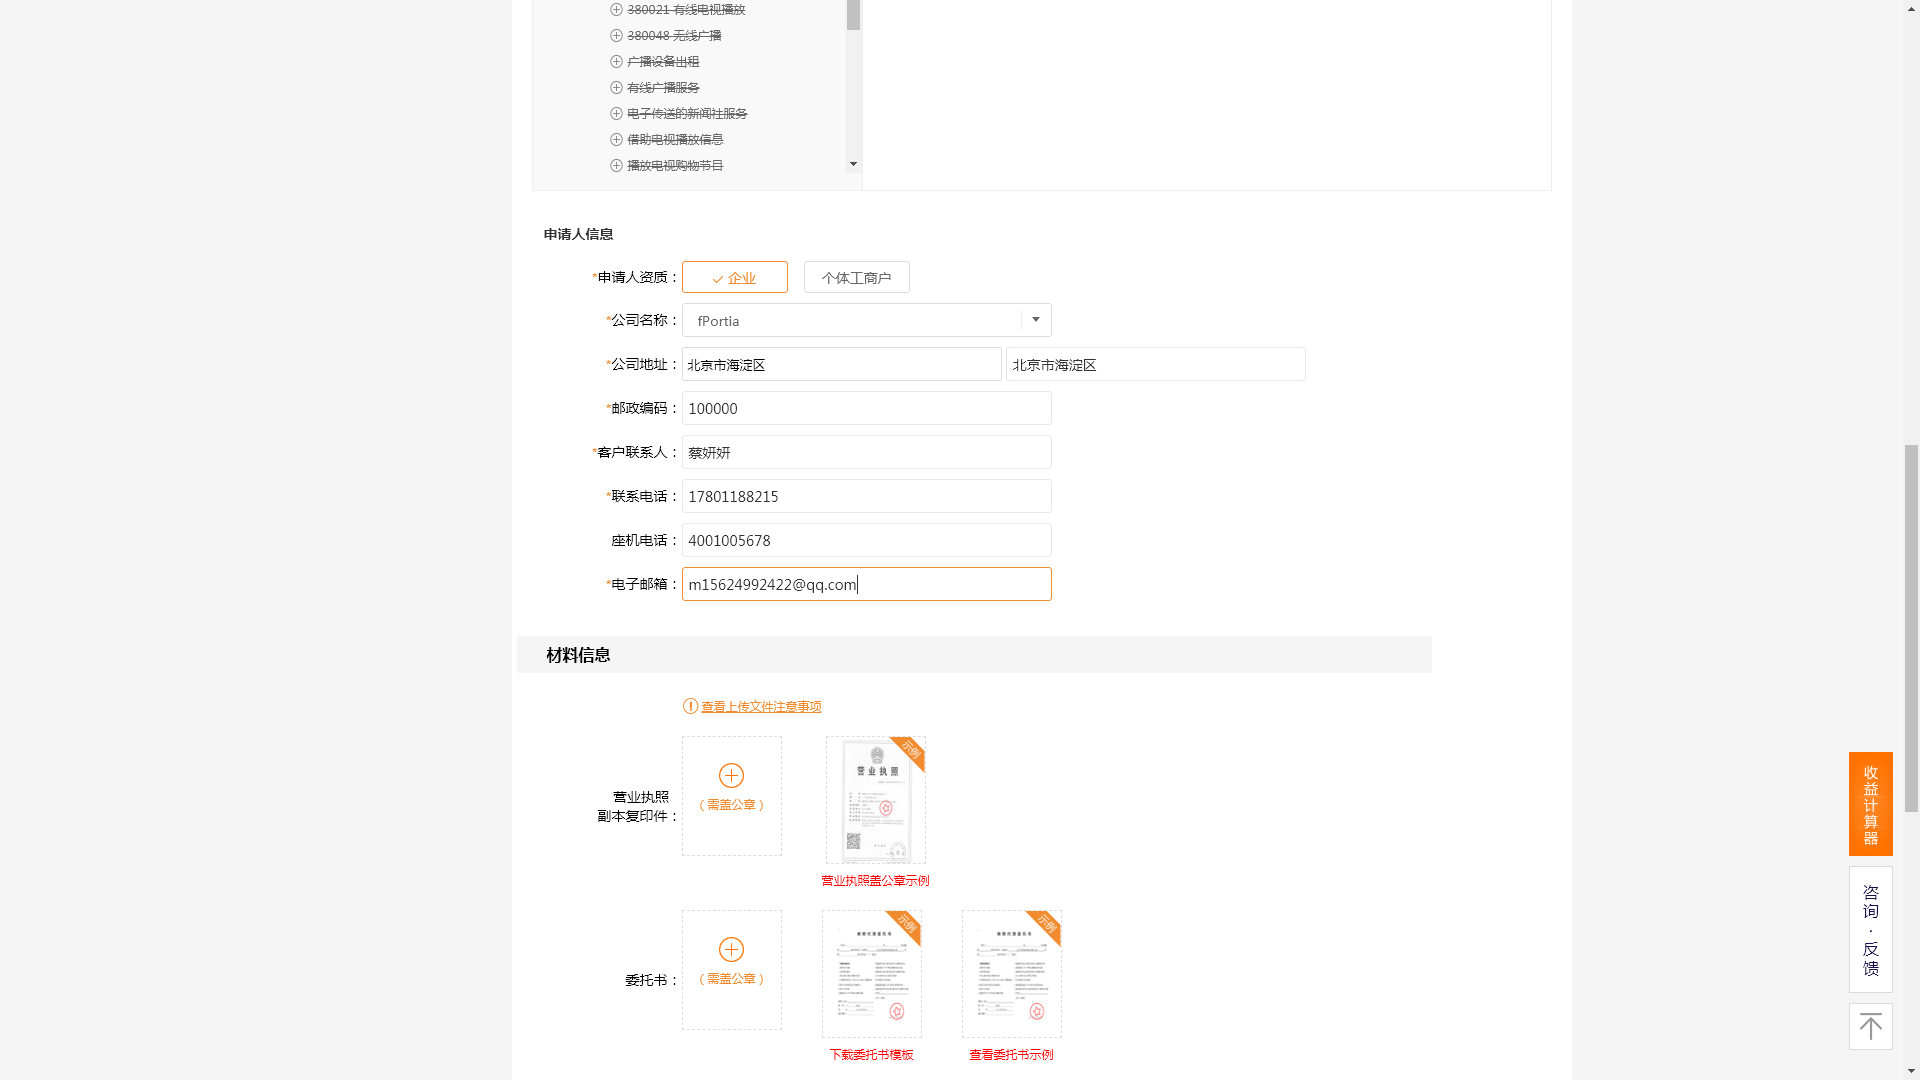 380021 有线电视播放
380048 无线广播
广播设备出租
有线广播服务
电子传送的新闻社服务
借助电视播放信息
播放电视购物节目
申请人信息
*申请人资质： 企业 个体工商户
*公司名称： fPortia
*公司地址： 北京市海淀区 北京市海淀区
*邮政编码： 100000
*客户联系人： 蔡妍妍
*联系电话： 17801188215
座机电话： 4001005678
*电子邮箱： m15624992422@qq.com
材料信息
查看上传文件注意事项
营业执照
副本复印件：
（需盖公章）
示例
营业执照
营业执照盖公章示例
委托书：
（需盖公章）
示例
下载委托书模板
示例
查看委托书示例
收益计算器
咨询·反馈